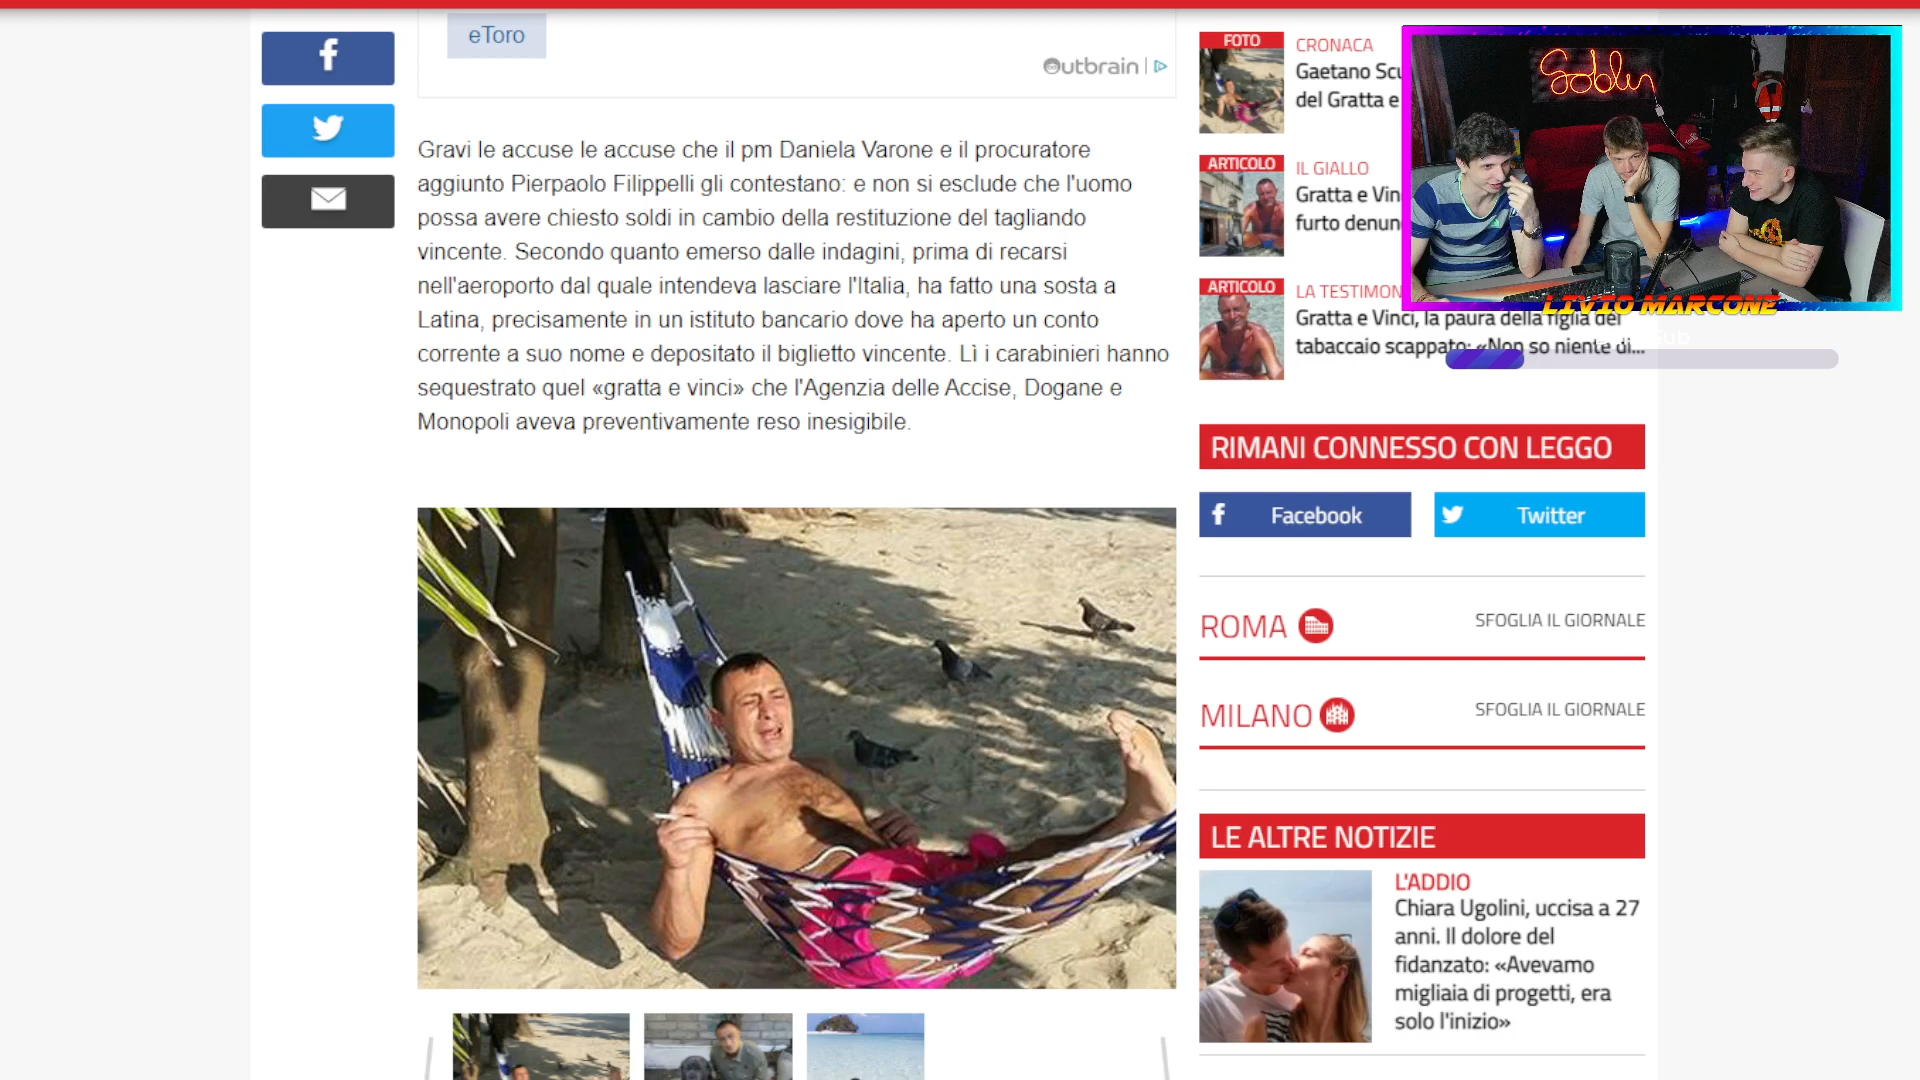 eToro
Outbrain
Gravi le accuse le accuse che il pm Daniela Varone e il procuratore
aggiunto Pierpaolo Filippelli gli contestano: e non si esclude che l'uomo
possa avere chiesto soldi in cambio della restituzione del tagliando
vincente. Secondo quanto emerso dalle indagini, prima di recarsi
nell'aeroporto dal quale intendeva lasciare l'Italia, ha fatto una sosta a
Latina, precisamente in un istituto bancario dove ha aperto un conto
corrente a suo nome e depositato il biglietto vincente. Lì i carabinieri hanno
sequestrato quel «gratta e vinci» che l'Agenzia delle Accise, Dogane e
Monopoli aveva preventivamente reso inesigibile.
FOTO
CRONACA
Gaetano Scu
del Gratta e
ARTICOLO
IL GIALLO
Gratta e Vin
furto denun
ARTICOLO
LA TESTIMON
Gratta e Vinci, la paura della figlia del
tabaccaio scappato: «Non so niente di...
Goblin
LIVIO MARCONE
Sub
RIMANI CONNESSO CON LEGGO
Facebook
Twitter
ROMA
SFOGLIA IL GIORNALE
MILANO
SFOGLIA IL GIORNALE
LE ALTRE NOTIZIE
L'ADDIO
Chiara Ugolini, uccisa a 27
anni. Il dolore del
fidanzato: «Avevamo
migliaia di progetti, era
solo l'inizio»